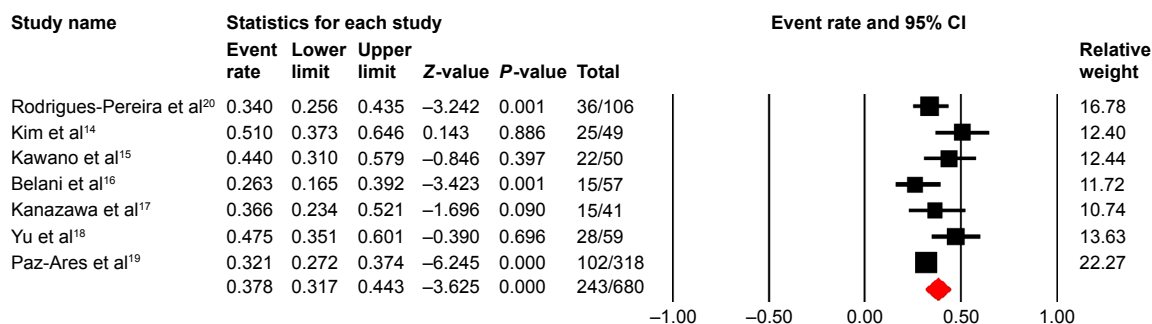 Study name Statistics for each study Event rate and 95% CI
Event rate Lower limit Upper limit Z-value P-value Total Relative weight
Rodrigues-Pereira et al20 0.340 0.256 0.435 –3.242 0.001 36/106 16.78
Kim et al14 0.510 0.373 0.646 0.143 0.886 25/49 12.40
Kawano et al15 0.440 0.310 0.579 –0.846 0.397 22/50 12.44
Belani et al16 0.263 0.165 0.392 –3.423 0.001 15/57 11.72
Kanazawa et al17 0.366 0.234 0.521 –1.696 0.090 15/41 10.74
Yu et al18 0.475 0.351 0.601 –0.390 0.696 28/59 13.63
Paz-Ares et al19 0.321 0.272 0.374 –6.245 0.000 102/318 22.27
0.378 0.317 0.443 –3.625 0.000 243/680
–1.00 –0.50 0.00 0.50 1.00